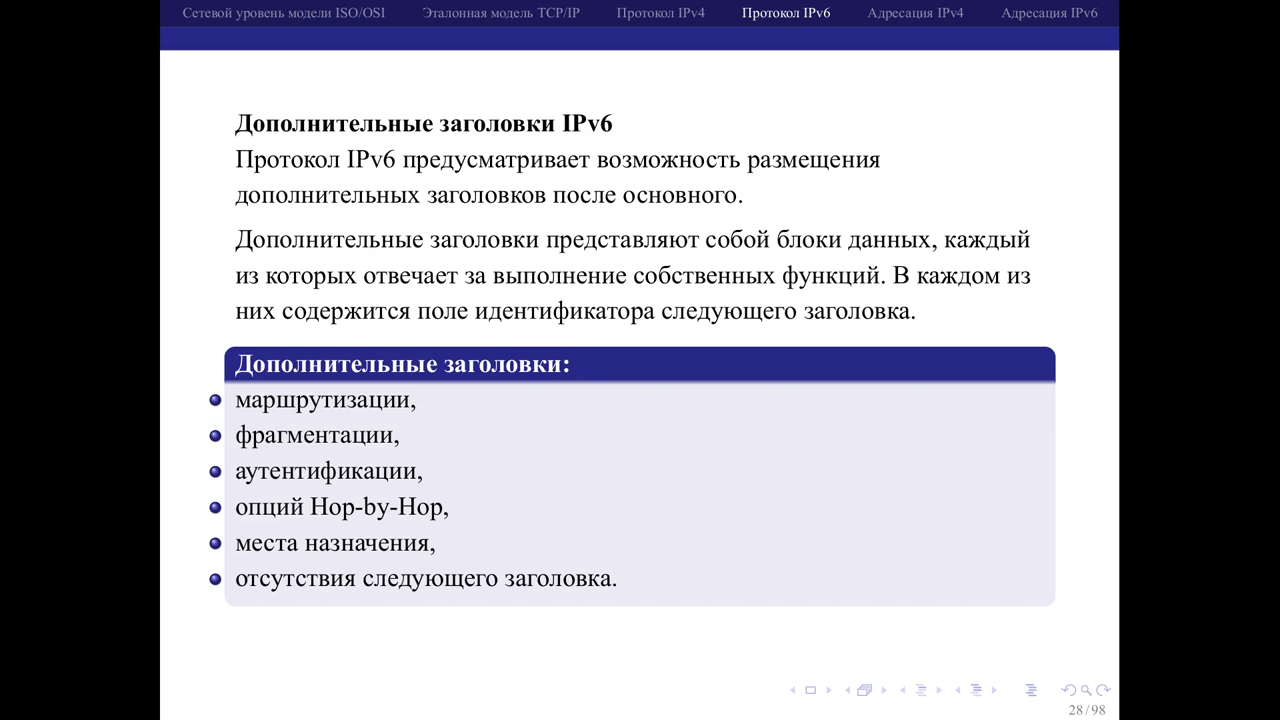 Сетевой уровень модели ISO/OSI Эталонная модель TCP/IP Протокол IPv4 Протокол IPv6 Адресация IPv4 Адресация IPv6
Дополнительные заголовки IPv6
Протокол IPv6 предусматривает возможность размещения
дополнительных заголовков после основного.
Дополнительные заголовки представляют собой блоки данных, каждый
из которых отвечает за выполнение собственных функций. В каждом из
них содержится поле идентификатора следующего заголовка.
Дополнительные заголовки:
маршрутизации,
фрагментации,
аутентификации,
опций Hop-by-Hop,
места назначения,
отсутствия следующего заголовка.
28/98